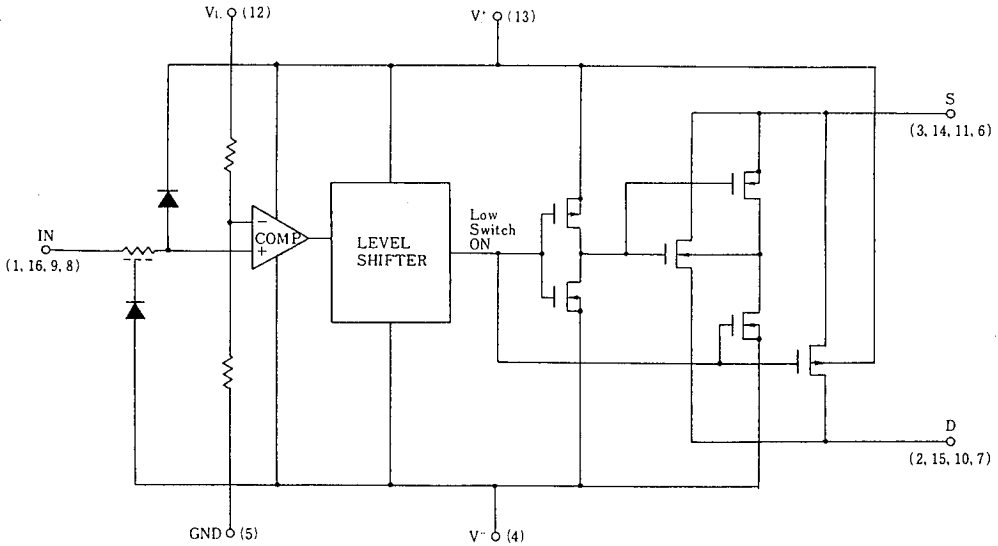 VL (12)
V+ (13)
S
(3, 14, 11, 6)
IN
(1, 16, 9, 8)
−
COMP
+
LEVEL
SHIFTER
Low
Switch
ON
D
(2, 15, 10, 7)
GND (5)
V− (4)